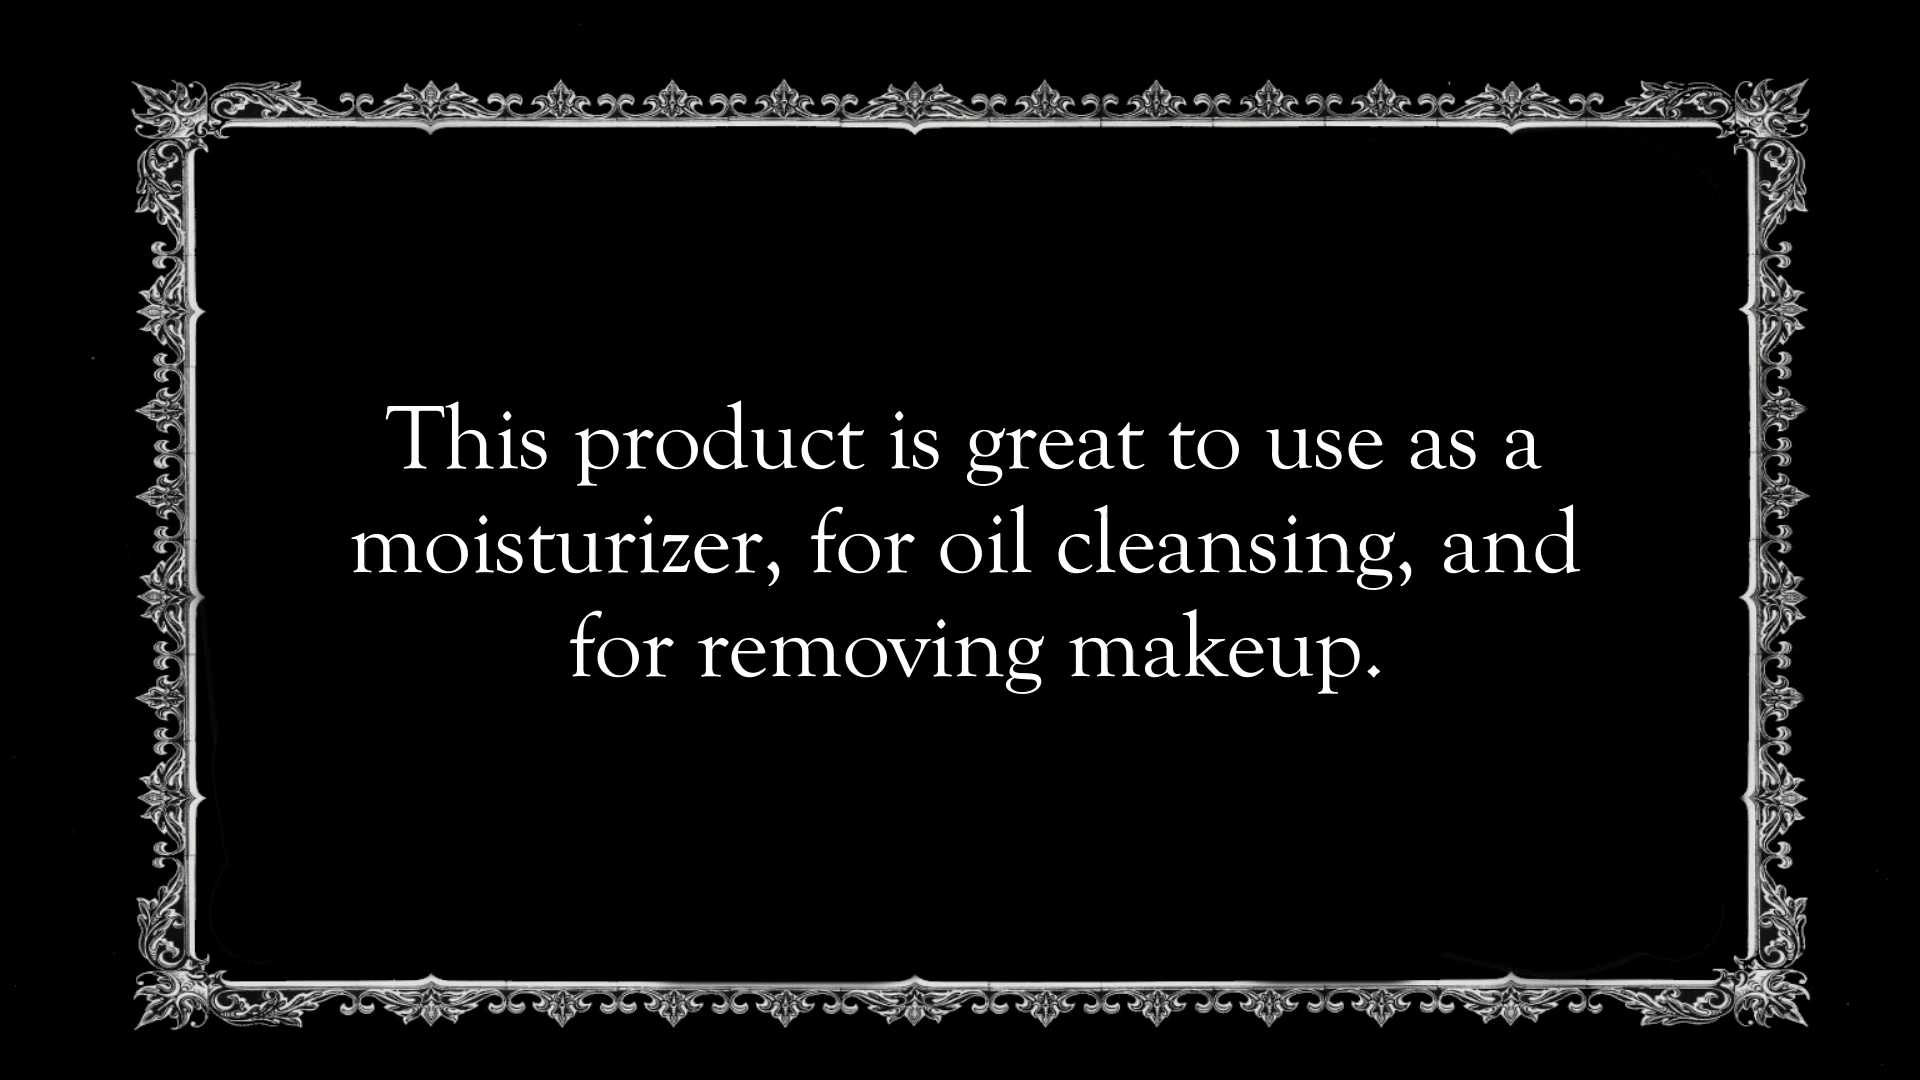 This product is great to use as a
moisturizer, for oil cleansing, and
for removing makeup.